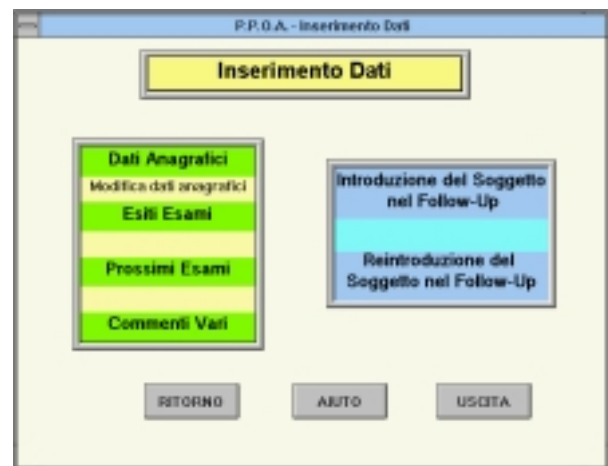 P.P.O.A. - Inserimento Dati
Inserimento Dati
Dati Anagrafici
Modifica dati anagrafici
Esiti Esami
Prossimi Esami
Commenti Vari
Introduzione del Soggetto
nel Follow-Up
Reintroduzione del
Soggetto nel Follow-Up
RITORNO
AIUTO
USCITA